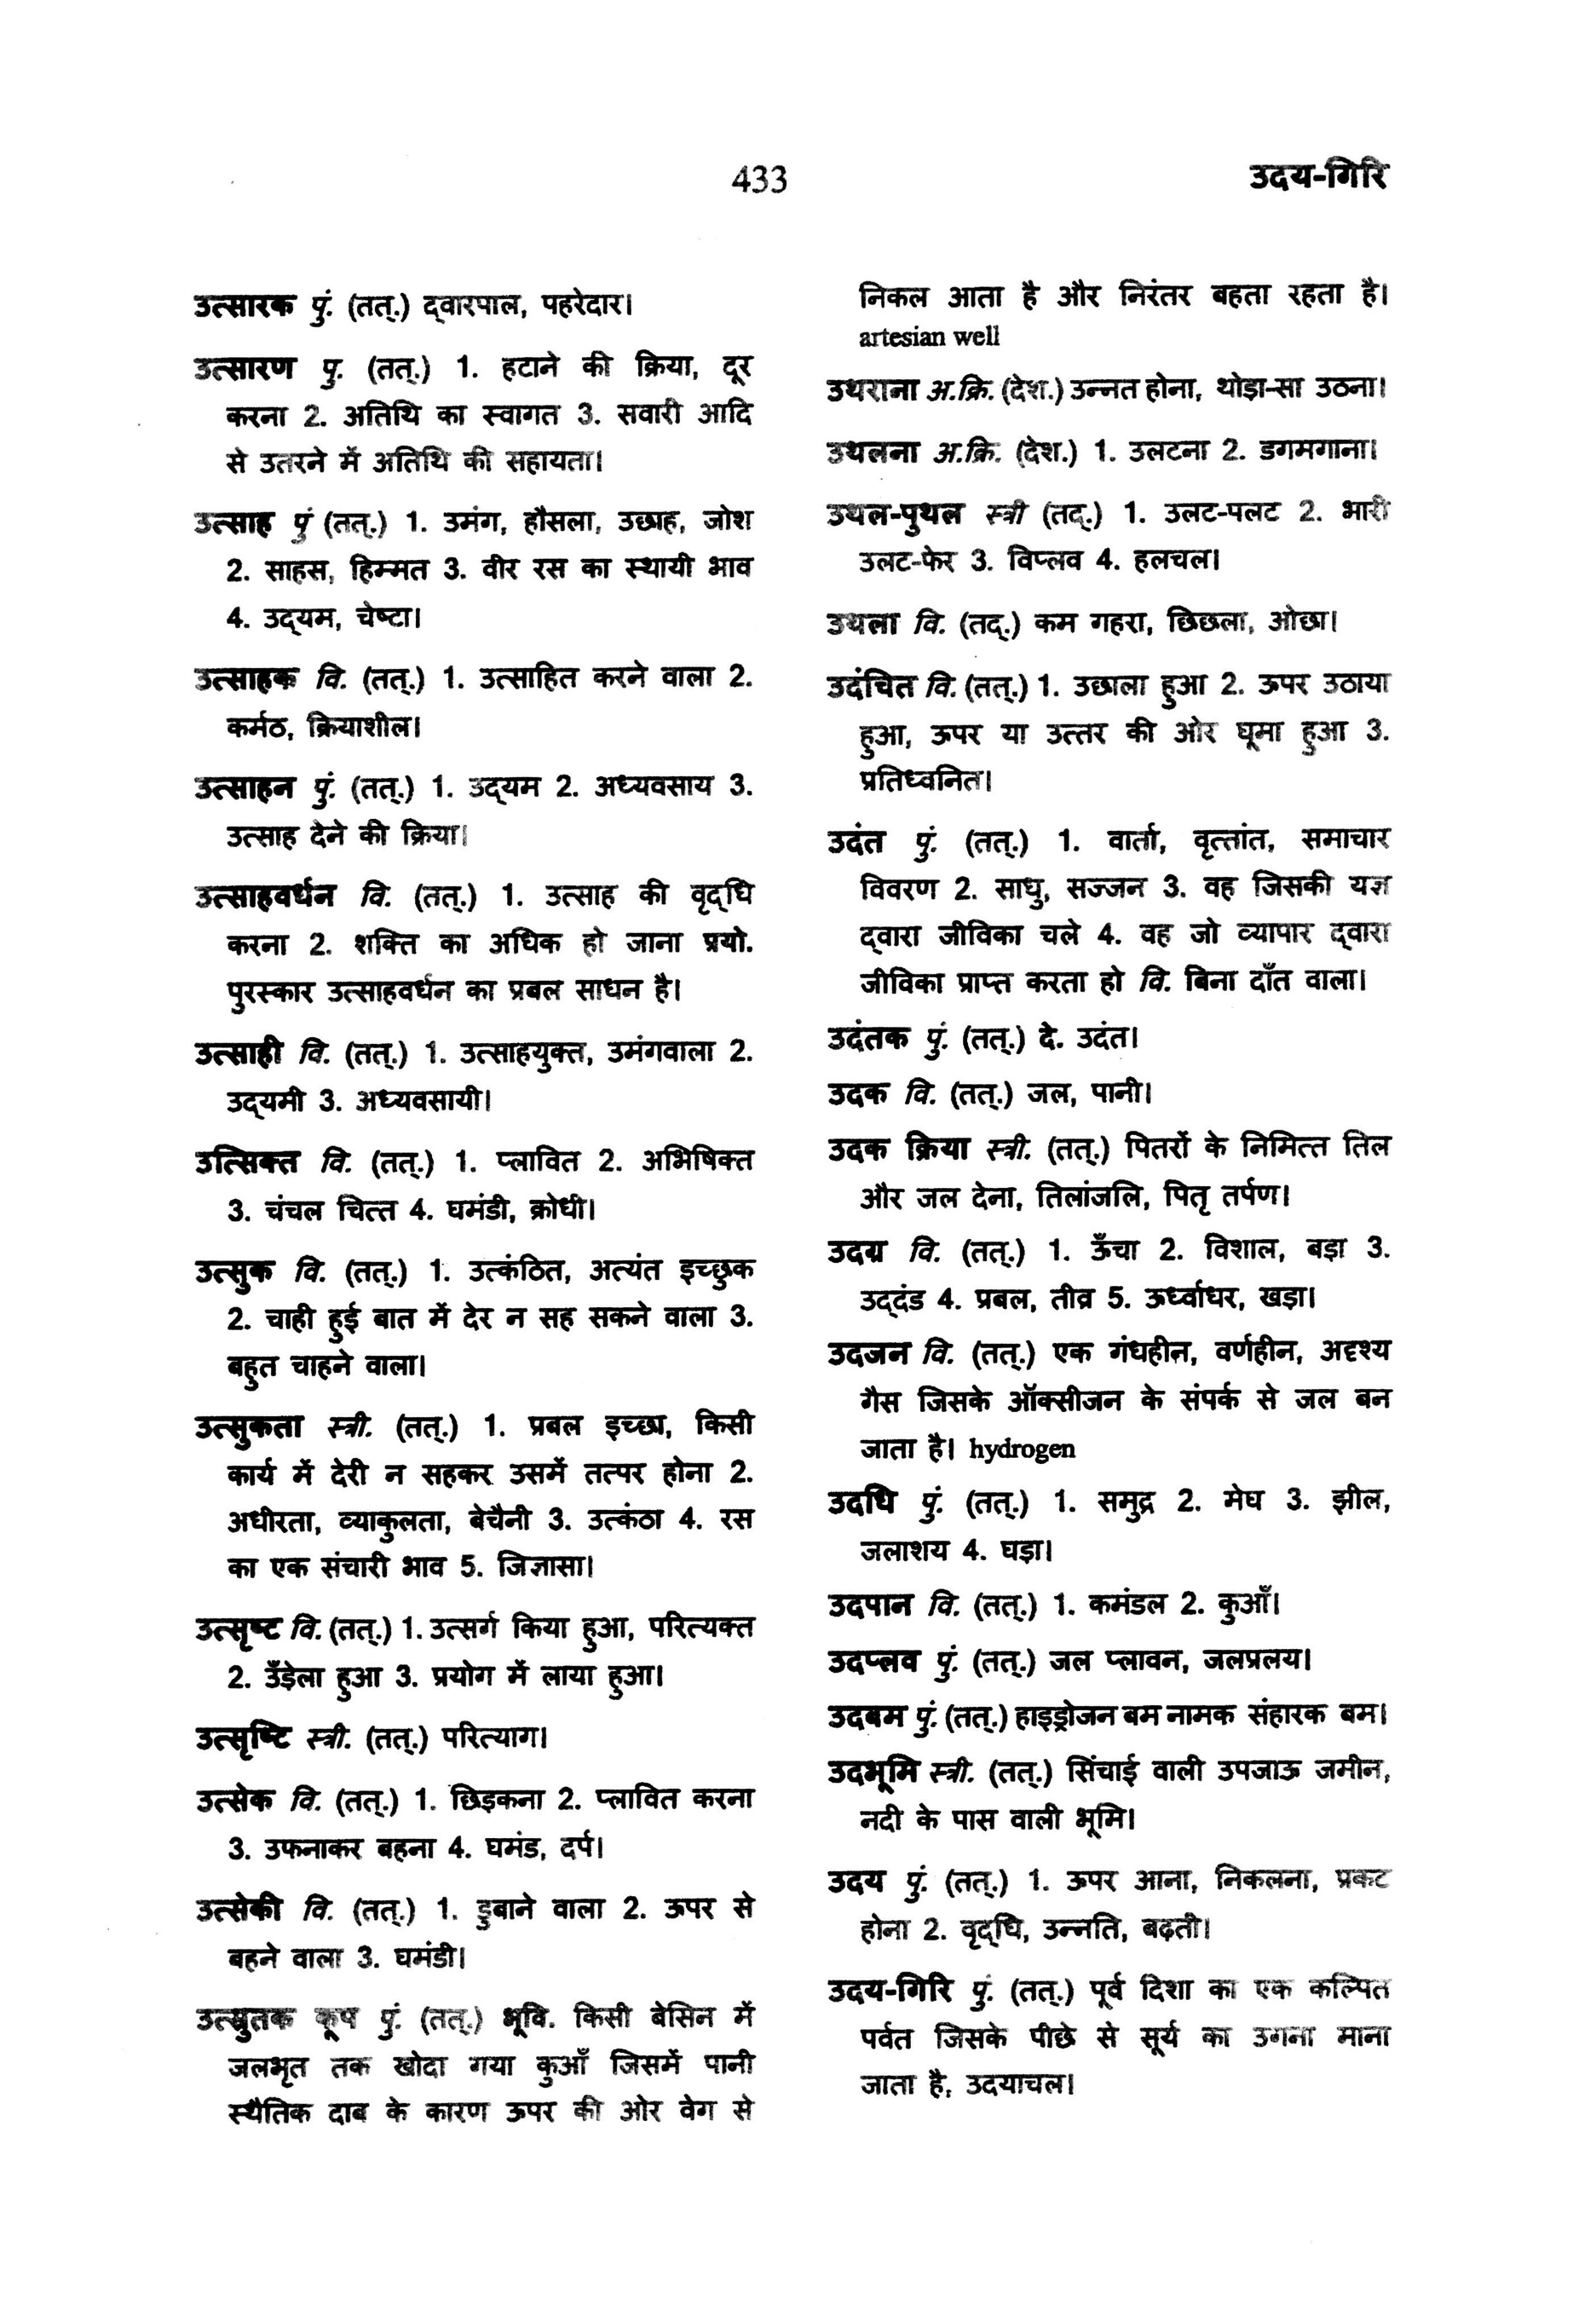 433
उदय-गिरि
उत्सारक पुं. (तत्.) द्वारपाल, पहरेदार।
उत्सारण पु. (तत्.) 1. हटाने की क्रिया, दूर
करना 2. अतिथि का स्वागत 3. सवारी आदि
से उतरने में अतिथि की सहायता।
उत्साह पुं (तत्.) 1. उमंग, हौसला, उछाह, जोश
2. साहस, हिम्मत 3. वीर रस का स्थायी भाव
4. उद्यम, चेष्टा।
उत्साहक वि. (तत्.) 1. उत्साहित करने वाला 2.
कर्मठ, क्रियाशील।
उत्साहन पुं. (तत्.) 1. उद्यम 2. अध्यवसाय 3.
उत्साह देने की क्रिया।
उत्साहवर्धन वि. (तत्.) 1. उत्साह की वृद्धि
करना 2. शक्ति का अधिक हो जाना प्रयो.
पुरस्कार उत्साहवर्धन का प्रबल साधन है।
उत्साही वि. (तत्.) 1. उत्साहयुक्त, उमंगवाला 2.
उद्यमी 3. अध्यवसायी।
उत्सिक्त वि. (तत्.) 1. प्लावित 2. अभिषिक्त
3. चंचल चित्त 4. घमंडी, क्रोधी।
उत्सुक वि. (तत्.) 1. उत्कंठित, अत्यंत इच्छुक
2. चाही हुई बात में देर न सह सकने वाला 3.
बहुत चाहने वाला।
उत्सुकता स्त्री. (तत्.) 1. प्रबल इच्छा, किसी
कार्य में देरी न सहकर उसमें तत्पर होना 2.
अधीरता, व्याकुलता, बेचैनी 3. उत्कंठा 4. रस
का एक संचारी भाव 5. जिज्ञासा।
उत्सृष्ट वि. (तत्.) 1. उत्सर्ग किया हुआ, परित्यक्त
2. उँड़ेला हुआ 3. प्रयोग में लाया हुआ।
उत्सृष्टि स्त्री. (तत्.) परित्याग।
उत्सेक वि. (तत्.) 1. छिड़कना 2. प्लावित करना
3. उफनाकर बहना 4. घमंड, दर्प।
उत्सेकी वि. (तत्.) 1. डुबाने वाला 2. ऊपर से
बहने वाला 3. घमंडी।
उत्स्रुतक कूप पुं. (तत्.) भूवि. किसी बेसिन में
जलभृत तक खोदा गया कुआँ जिसमें पानी
स्थैतिक दाब के कारण ऊपर की ओर वेग से
निकल आता है और निरंतर बहता रहता है।
artesian well
उथराना अ.क्रि. (देश.) उन्नत होना, थोड़ा-सा उठना।
उथलना अ.क्रि. (देश.) 1. उलटना 2. डगमगाना।
उथल-पुथल स्त्री (तद्.) 1. उलट-पलट 2. भारी
उलट-फेर 3. विप्लव 4. हलचल।
उथला वि. (तद्.) कम गहरा, छिछला, ओछा।
उदंचित वि. (तत्.) 1. उछाला हुआ 2. ऊपर उठाया
हुआ, ऊपर या उत्तर की ओर घूमा हुआ 3.
प्रतिध्वनित।
उदंत पुं. (तत्.) 1. वार्ता, वृत्तांत, समाचार
विवरण 2. साधु, सज्जन 3. वह जिसकी यज्ञ
द्वारा जीविका चले 4. वह जो व्यापार द्वारा
जीविका प्राप्त करता हो वि. बिना दाँत वाला।
उदंतक पुं. (तत्.) दे. उदंत।
उदक वि. (तत्.) जल, पानी।
उदक क्रिया स्त्री. (तत्.) पितरों के निमित्त तिल
और जल देना, तिलांजलि, पितृ तर्पण।
उदग्र वि. (तत्.) 1. ऊँचा 2. विशाल, बड़ा 3.
उद्दंड 4. प्रबल, तीव्र 5. ऊर्ध्वाधर, खड़ा।
उदजन वि. (तत्.) एक गंधहीन, वर्णहीन, अदृश्य
गैस जिसके ऑक्सीजन के संपर्क से जल बन
जाता है। hydrogen
उदधि पुं. (तत्.) 1. समुद्र 2. मेघ 3. झील,
जलाशय 4. घड़ा।
उदपान वि. (तत्.) 1. कमंडल 2. कुआँ।
उदप्लव पुं. (तत्.) जल प्लावन, जलप्रलय।
उदबम पुं. (तत्.) हाइड्रोजन बम नामक संहारक बम।
उदभूमि स्त्री. (तत्.) सिंचाई वाली उपजाऊ जमीन,
नदी के पास वाली भूमि।
उदय पुं. (तत्.) 1. ऊपर आना, निकलना, प्रकट
होना 2. वृद्धि, उन्नति, बढ़ती।
उदय-गिरि पुं. (तत्.) पूर्व दिशा का एक कल्पित
पर्वत जिसके पीछे से सूर्य का उगना माना
जाता है, उदयाचल।